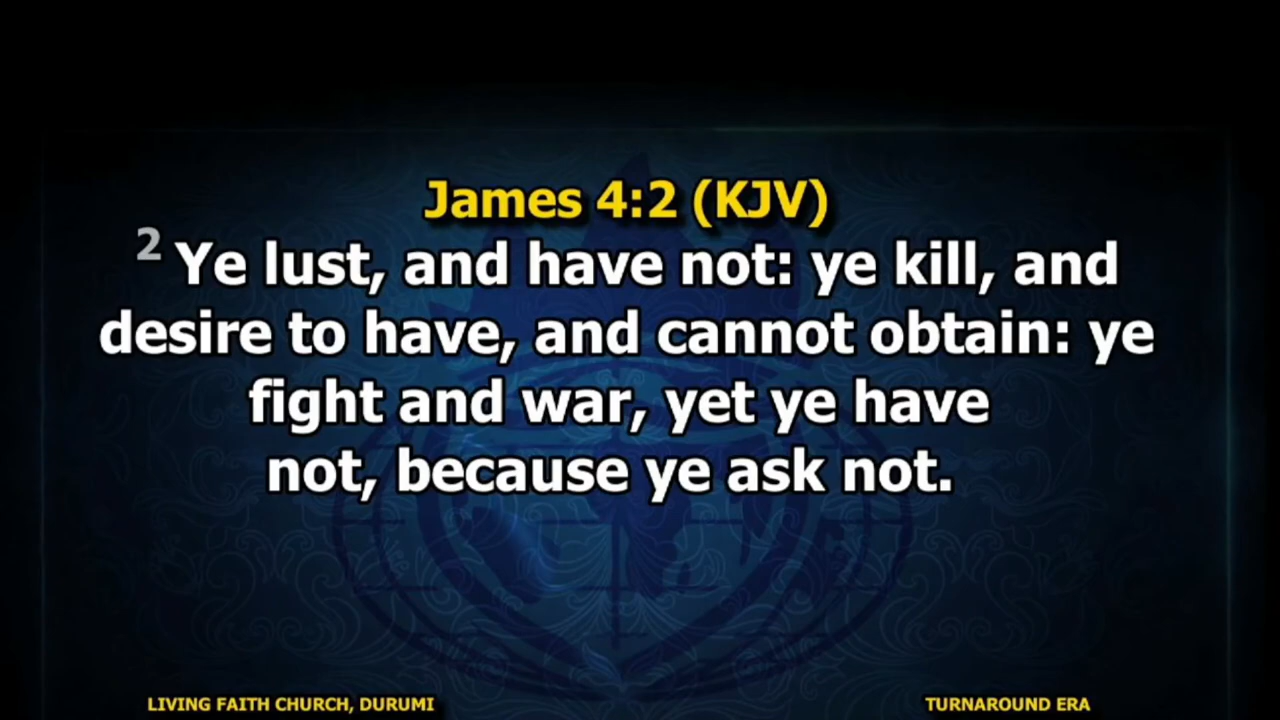 James 4:2 (KJV)
2 Ye lust, and have not: ye kill, and
desire to have, and cannot obtain: ye
fight and war, yet ye have
not, because ye ask not.
LIVING FAITH CHURCH, DURUMI
TURNAROUND ERA